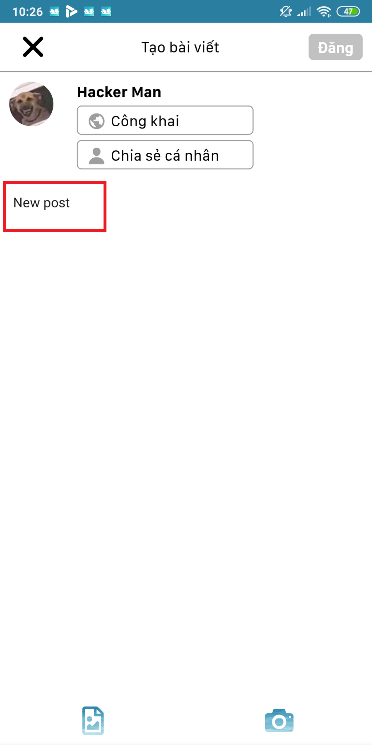 10:26
47
Tạo bài viết
Đăng
Hacker Man
Công khai
Chia sẻ cá nhân
New post